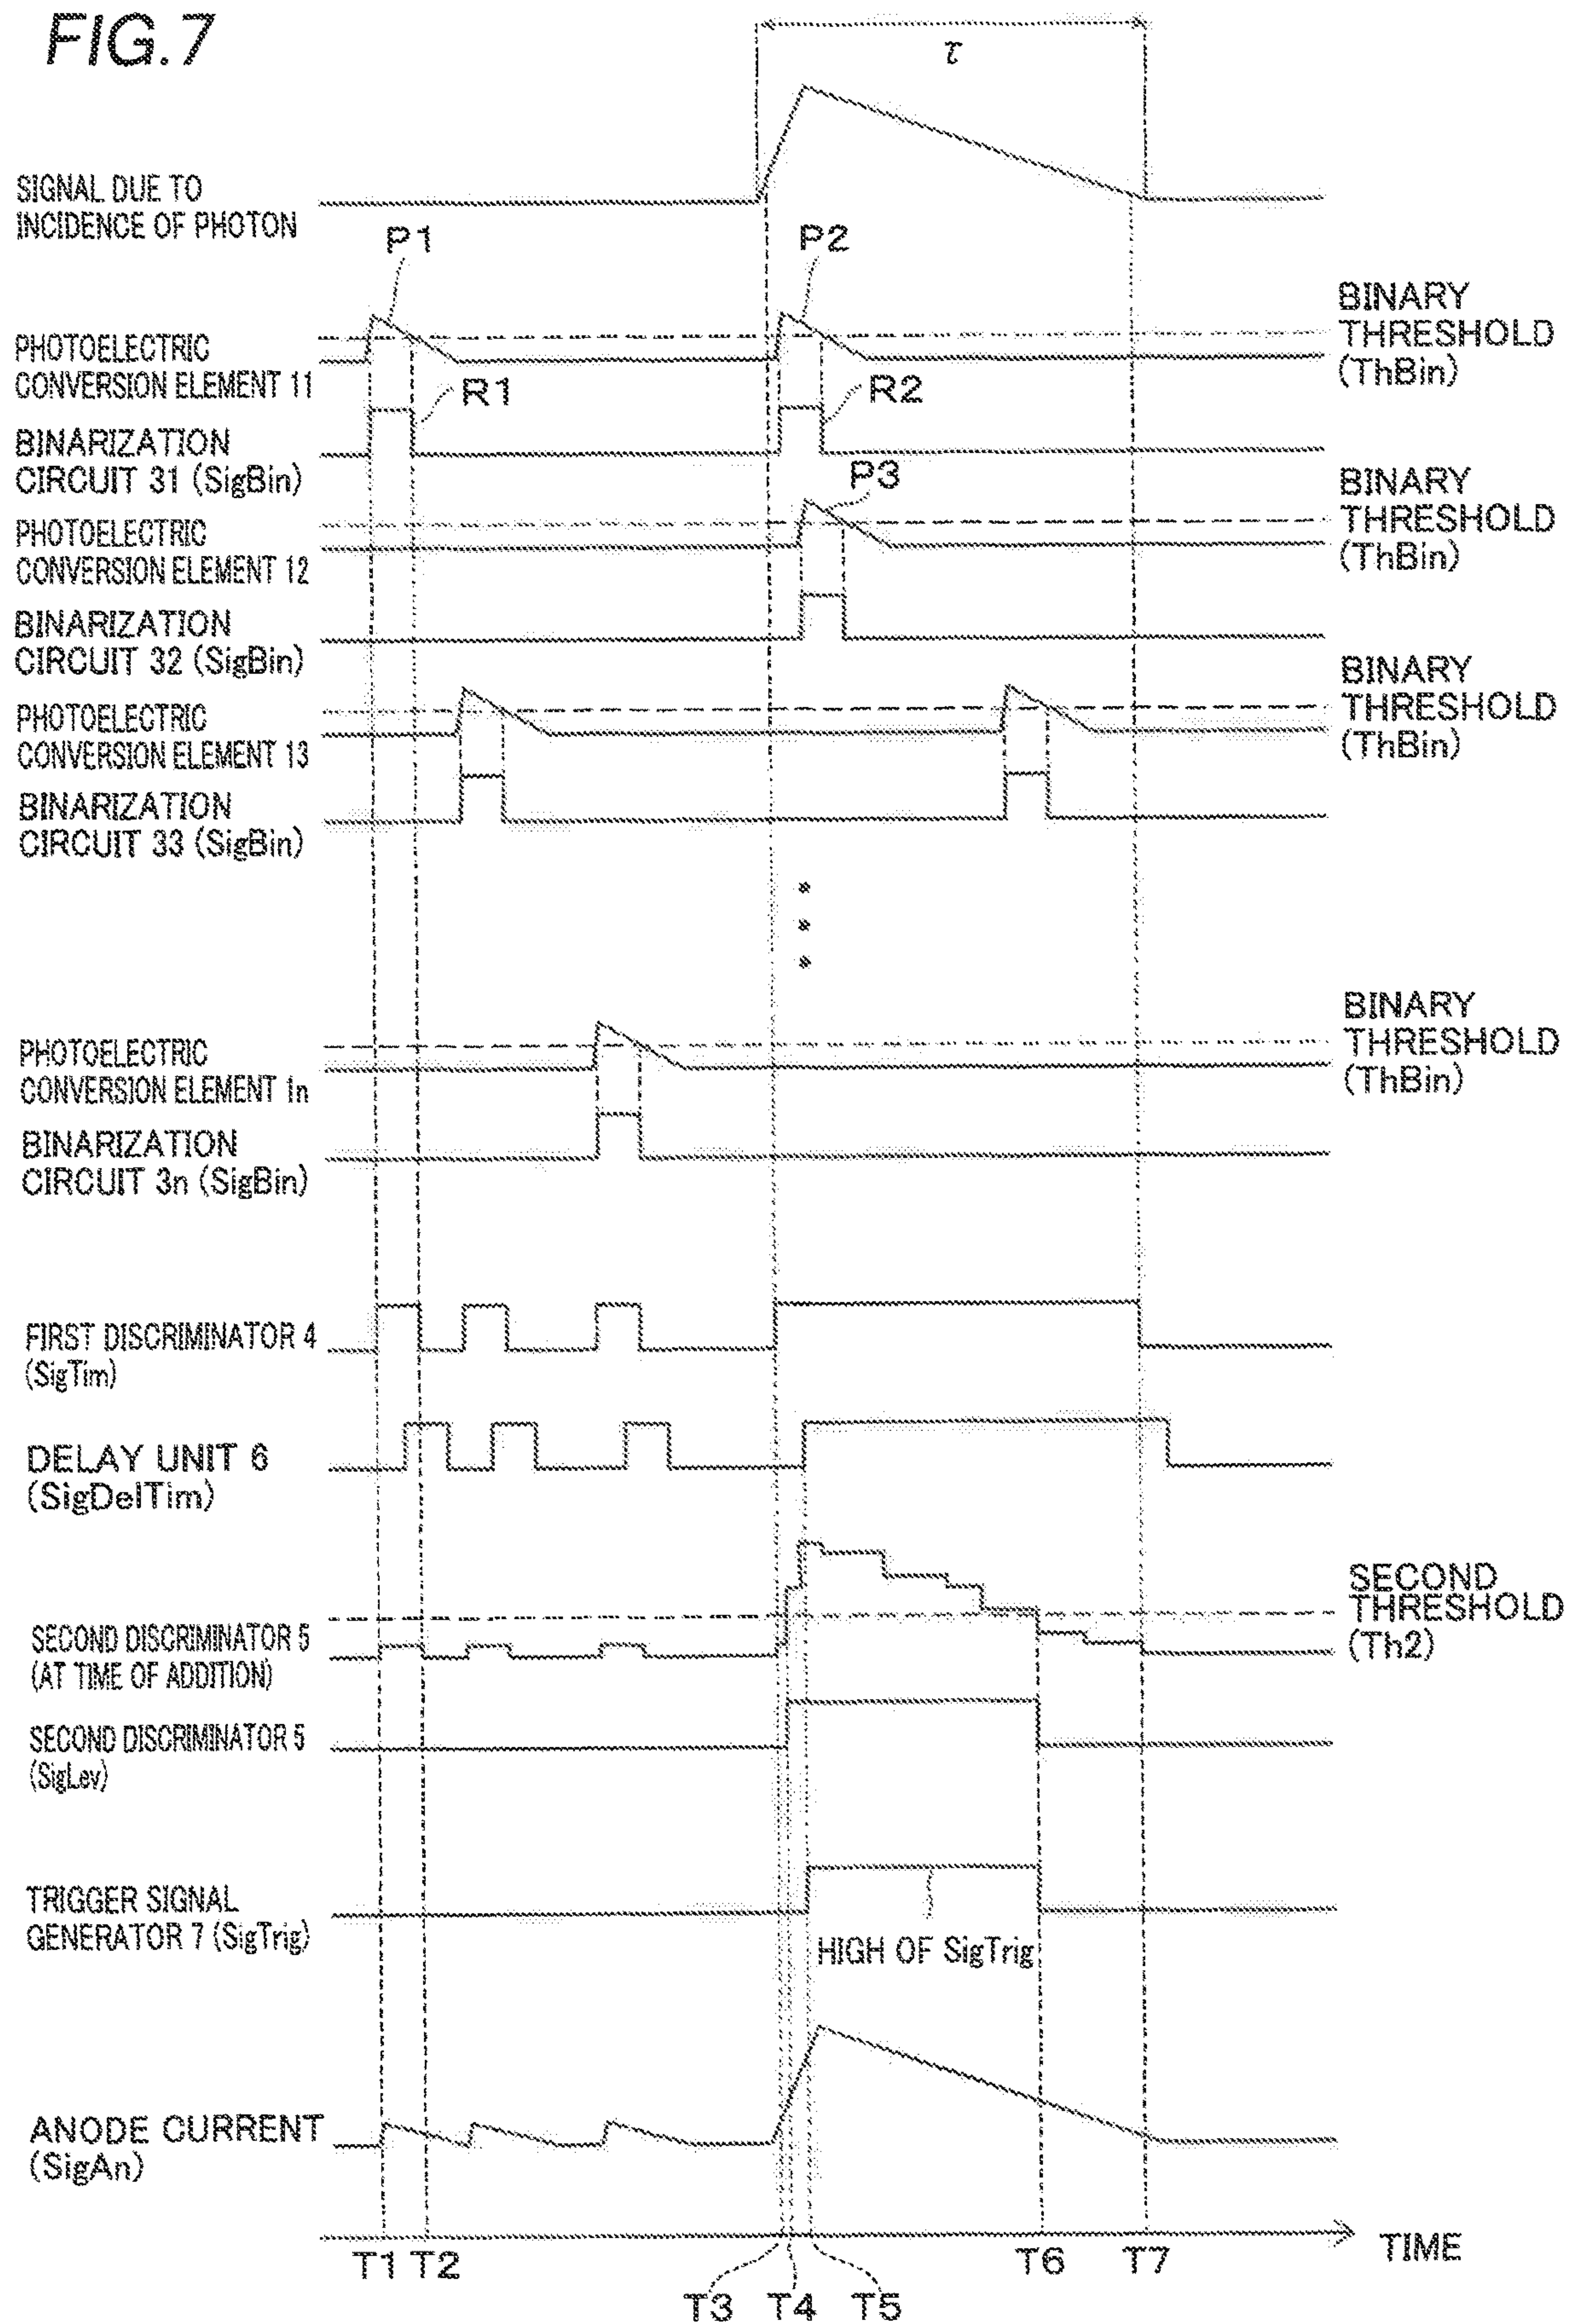 FIG.7
τ
SIGNAL DUE TO
INCIDENCE OF PHOTON
P1
P2
PHOTOELECTRIC
CONVERSION ELEMENT 11
BINARY
THRESHOLD
(ThBin)
R1
R2
BINARIZATION
CIRCUIT 31 (SigBin)
P3
PHOTOELECTRIC
CONVERSION ELEMENT 12
BINARY
THRESHOLD
(ThBin)
BINARIZATION
CIRCUIT 32 (SigBin)
PHOTOELECTRIC
CONVERSION ELEMENT 13
BINARY
THRESHOLD
(ThBin)
BINARIZATION
CIRCUIT 33 (SigBin)
PHOTOELECTRIC
CONVERSION ELEMENT 1n
BINARY
THRESHOLD
(ThBin)
BINARIZATION
CIRCUIT 3n (SigBin)
FIRST DISCRIMINATOR 4
(SigTim)
DELAY UNIT 6
(SigDelTim)
SECOND DISCRIMINATOR 5
(AT TIME OF ADDITION)
SECOND
THRESHOLD
(Th2)
SECOND DISCRIMINATOR 5
(SigLev)
TRIGGER SIGNAL
GENERATOR 7 (SigTrig)
HIGH OF SigTrig
ANODE CURRENT
(SigAn)
T1 T2
T6 T7
TIME
T3 T4 T5